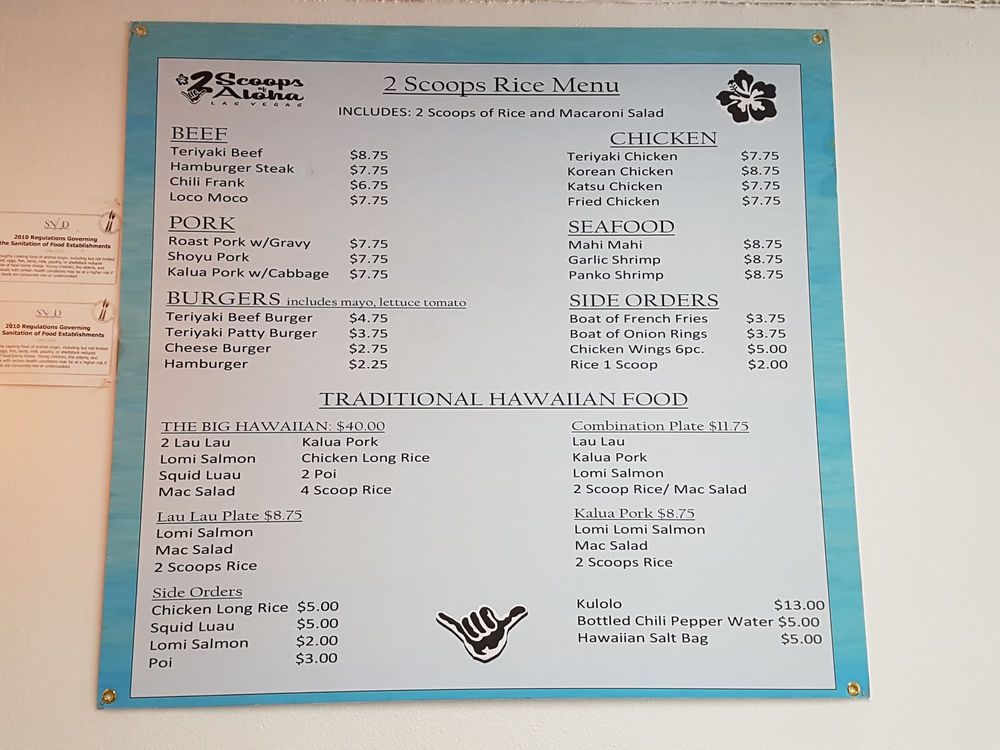 2 Scoops
of
Aloha
LAS VEGAS
2 Scoops Rice Menu
INCLUDES: 2 Scoops of Rice and Macaroni Salad
BEEF
Teriyaki Beef $8.75
Hamburger Steak $7.75
Chili Frank $6.75
Loco Moco $7.75
CHICKEN
Teriyaki Chicken $7.75
Korean Chicken $8.75
Katsu Chicken $7.75
Fried Chicken $7.75
PORK
Roast Pork w/Gravy $7.75
Shoyu Pork $7.75
Kalua Pork w/Cabbage $7.75
SEAFOOD
Mahi Mahi $8.75
Garlic Shrimp $8.75
Panko Shrimp $8.75
BURGERS includes mayo, lettuce tomato
Teriyaki Beef Burger $4.75
Teriyaki Patty Burger $3.75
Cheese Burger $2.75
Hamburger $2.25
SIDE ORDERS
Boat of French Fries $3.75
Boat of Onion Rings $3.75
Chicken Wings 6pc. $5.00
Rice 1 Scoop $2.00
TRADITIONAL HAWAIIAN FOOD
THE BIG HAWAIIAN: $40.00
2 Lau Lau Kalua Pork
Lomi Salmon Chicken Long Rice
Squid Luau 2 Poi
Mac Salad 4 Scoop Rice
Combination Plate $11.75
Lau Lau
Kalua Pork
Lomi Salmon
2 Scoop Rice/ Mac Salad
Lau Lau Plate $8.75
Lomi Salmon
Mac Salad
2 Scoops Rice
Kalua Pork $8.75
Lomi Lomi Salmon
Mac Salad
2 Scoops Rice
Side Orders
Chicken Long Rice $5.00
Squid Luau $5.00
Lomi Salmon $2.00
Poi $3.00
Kulolo $13.00
Bottled Chili Pepper Water $5.00
Hawaiian Salt Bag $5.00
2010 Regulations Governing
the Sanitation of Food Establishments
2010 Regulations Governing
Sanitation of Food Establishments